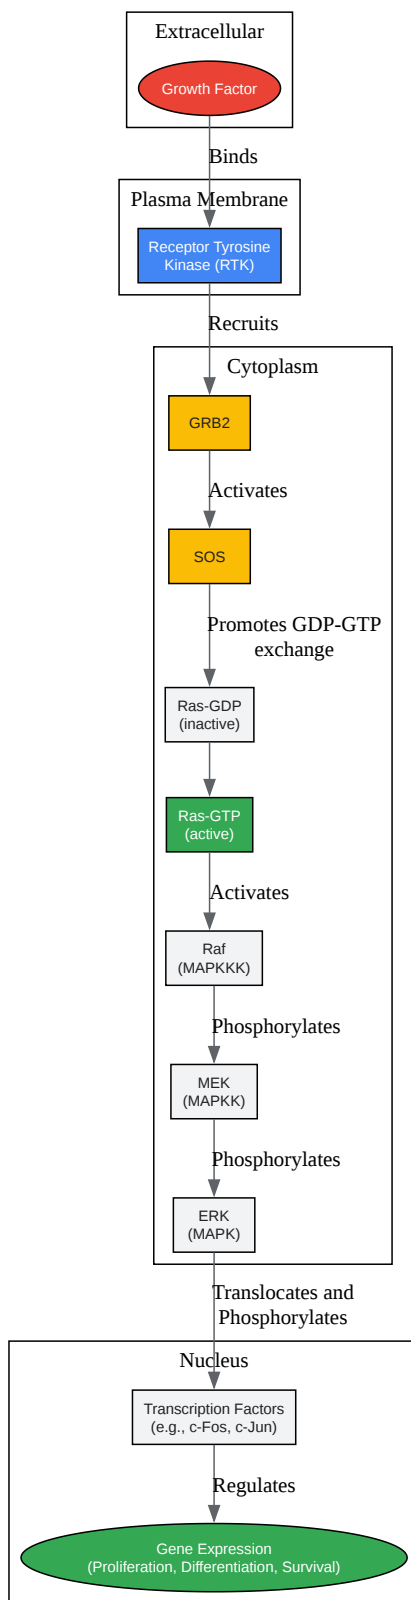 Extracellular
Growth Factor
Binds
Plasma Membrane
Receptor Tyrosine
Kinase (RTK)
Recruits
Cytoplasm
GRB2
Activates
SOS
Promotes GDP-GTP
exchange
Ras-GDP
(inactive)
Ras-GTP
(active)
Activates
Raf
(MAPKKK)
Phosphorylates
MEK
(MAPKK)
Phosphorylates
ERK
(MAPK)
Translocates and
Phosphorylates
Nucleus
Transcription Factors
(e.g., c-Fos, c-Jun)
Regulates
Gene Expression
(Proliferation, Differentiation, Survival)